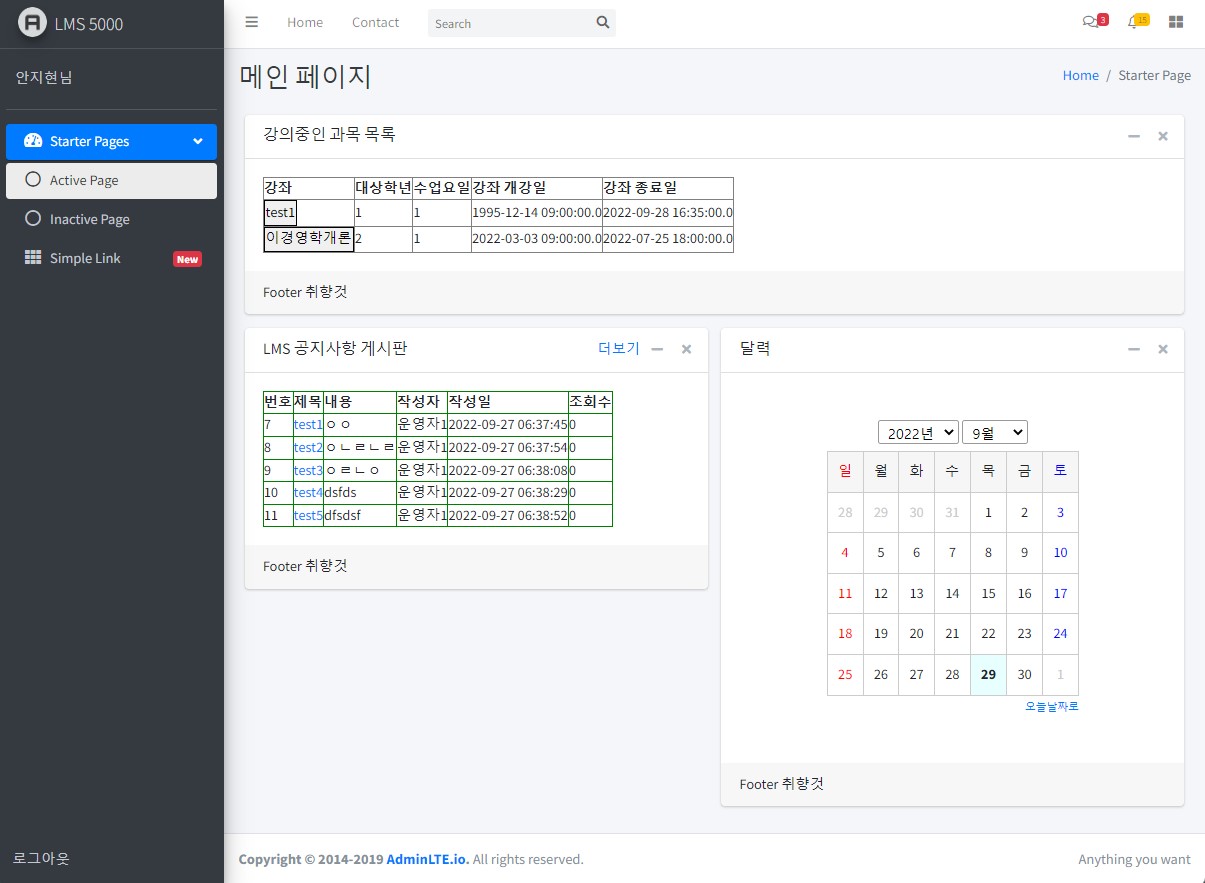 LMS 5000
Home Contact Search 3 15
안지현님
메인 페이지
Home / Starter Page
Starter Pages
Active Page
Inactive Page
Simple Link New
강의중인 과목 목록
강좌 대상학년 수업요일 강좌 개강일 강좌 종료일
test1 1 1 1995-12-14 09:00:00.0 2022-09-28 16:35:00.0
이경영학개론 2 1 2022-03-03 09:00:00.0 2022-07-25 18:00:00.0
Footer 취향것
LMS 공지사항 게시판 더보기
번호 제목 내용 작성자 작성일 조회수
7 test1 ㅇㅇ 운영자1 2022-09-27 06:37:45 0
8 test2 ㅇㄴㄹㄴㄹ 운영자1 2022-09-27 06:37:54 0
9 test3 ㅇㄹㄴㅇ 운영자1 2022-09-27 06:38:08 0
10 test4 dsfds 운영자1 2022-09-27 06:38:29 0
11 test5 dfsdsf 운영자1 2022-09-27 06:38:52 0
Footer 취향것
달력
2022년 9월
일 월 화 수 목 금 토
28 29 30 31 1 2 3
4 5 6 7 8 9 10
11 12 13 14 15 16 17
18 19 20 21 22 23 24
25 26 27 28 29 30 1
오늘날짜로
Footer 취향것
로그아웃
Copyright © 2014-2019 AdminLTE.io. All rights reserved.
Anything you want